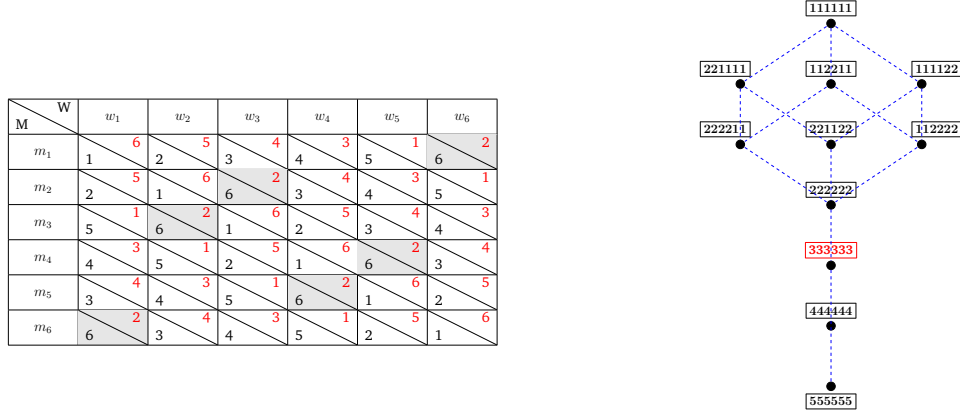 W
M
w₁ w₂ w₃ w₄ w₅ w₆
6 5 4 3 1 2
m₁
1 2 3 4 5 6
5 6 2 4 3 1
m₂
2 1 6 3 4 5
1 2 6 5 4 3
m₃
5 6 1 2 3 4
3 1 5 6 2 4
m₄
4 5 2 1 6 3
4 3 1 2 6 5
m₅
3 4 5 6 1 2
2 4 3 1 5 6
m₆
6 3 4 5 2 1
111111
221111 112211 111122
222211 221122 112222
222222
333333
444444
555555